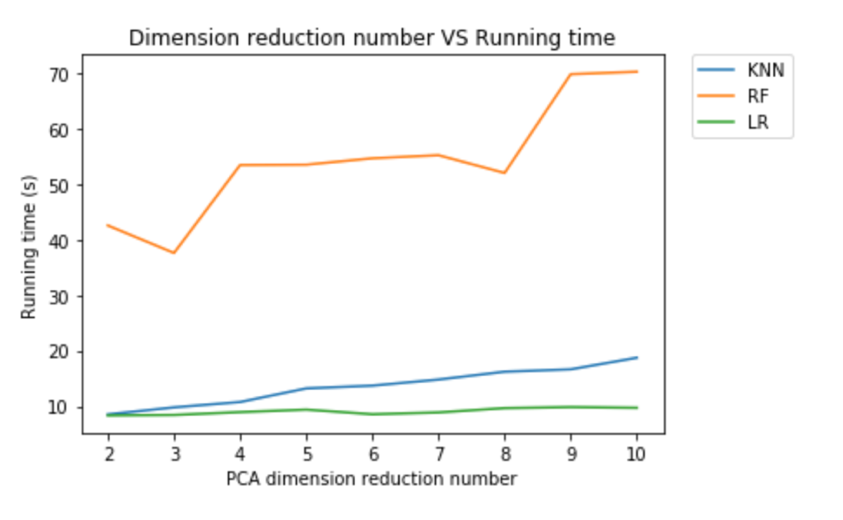 Dimension reduction number VS Running time
KNN
RF
LR
Running time (s)
70
60
50
40
30
20
10
2 3 4 5 6 7 8 9 10
PCA dimension reduction number